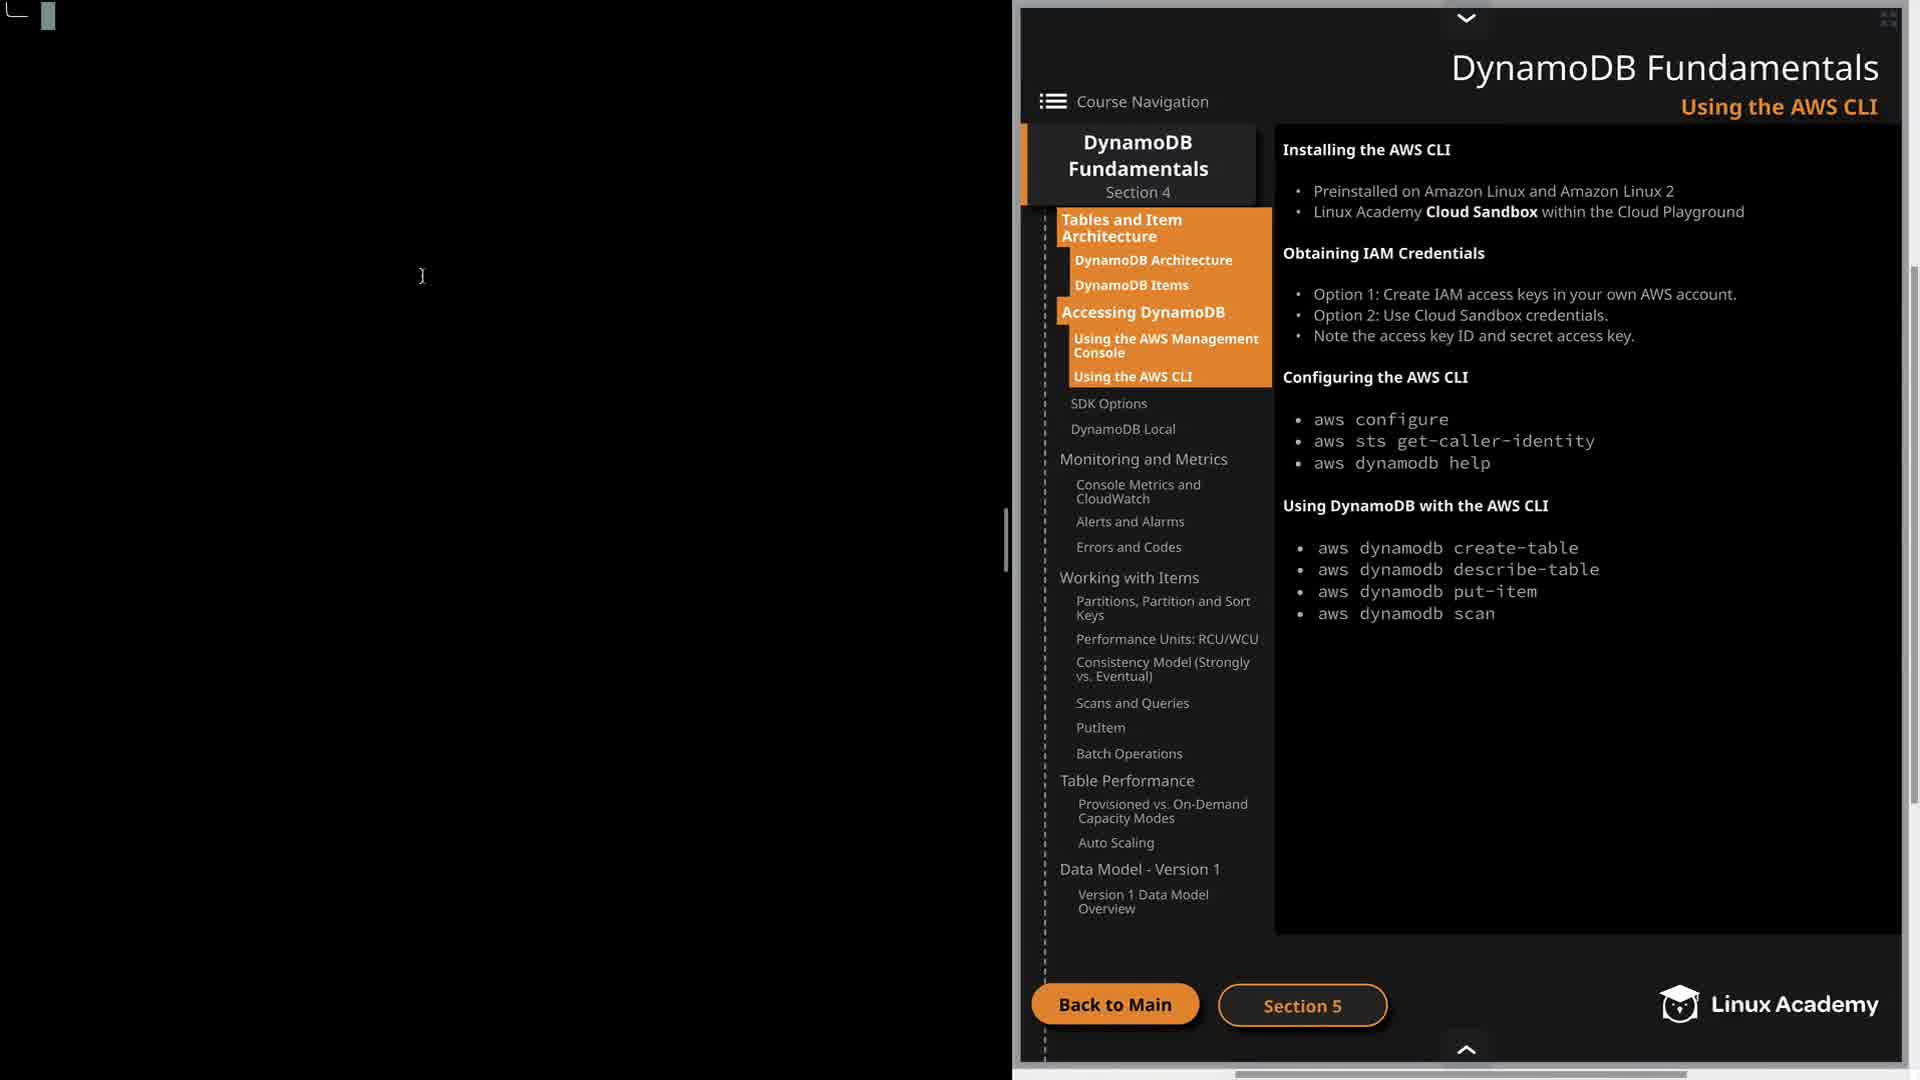 DynamoDB Fundamentals
Using the AWS CLI
Course Navigation
DynamoDB
Fundamentals
Section 4
Tables and Item
Architecture
DynamoDB Architecture
DynamoDB Items
Accessing DynamoDB
Using the AWS Management
Console
Using the AWS CLI
SDK Options
DynamoDB Local
Monitoring and Metrics
Console Metrics and
CloudWatch
Alerts and Alarms
Errors and Codes
Working with Items
Partitions, Partition and Sort
Keys
Performance Units: RCU/WCU
Consistency Model (Strongly
vs. Eventual)
Scans and Queries
PutItem
Batch Operations
Table Performance
Provisioned vs. On-Demand
Capacity Modes
Auto Scaling
Data Model - Version 1
Version 1 Data Model
Overview
Installing the AWS CLI
• Preinstalled on Amazon Linux and Amazon Linux 2
• Linux Academy Cloud Sandbox within the Cloud Playground
Obtaining IAM Credentials
• Option 1: Create IAM access keys in your own AWS account.
• Option 2: Use Cloud Sandbox credentials.
• Note the access key ID and secret access key.
Configuring the AWS CLI
• aws configure
• aws sts get-caller-identity
• aws dynamodb help
Using DynamoDB with the AWS CLI
• aws dynamodb create-table
• aws dynamodb describe-table
• aws dynamodb put-item
• aws dynamodb scan
Back to Main
Section 5
Linux Academy